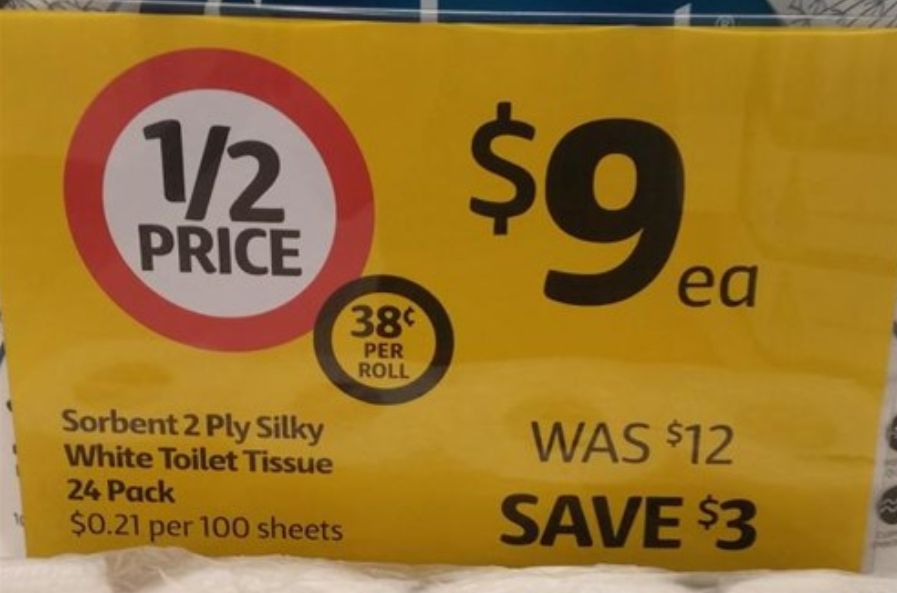 1/2
PRICE
$9 ea
38¢
PER
ROLL
Sorbent 2 Ply Silky
White Toilet Tissue
24 Pack
$0.21 per 100 sheets
WAS $12
SAVE $3